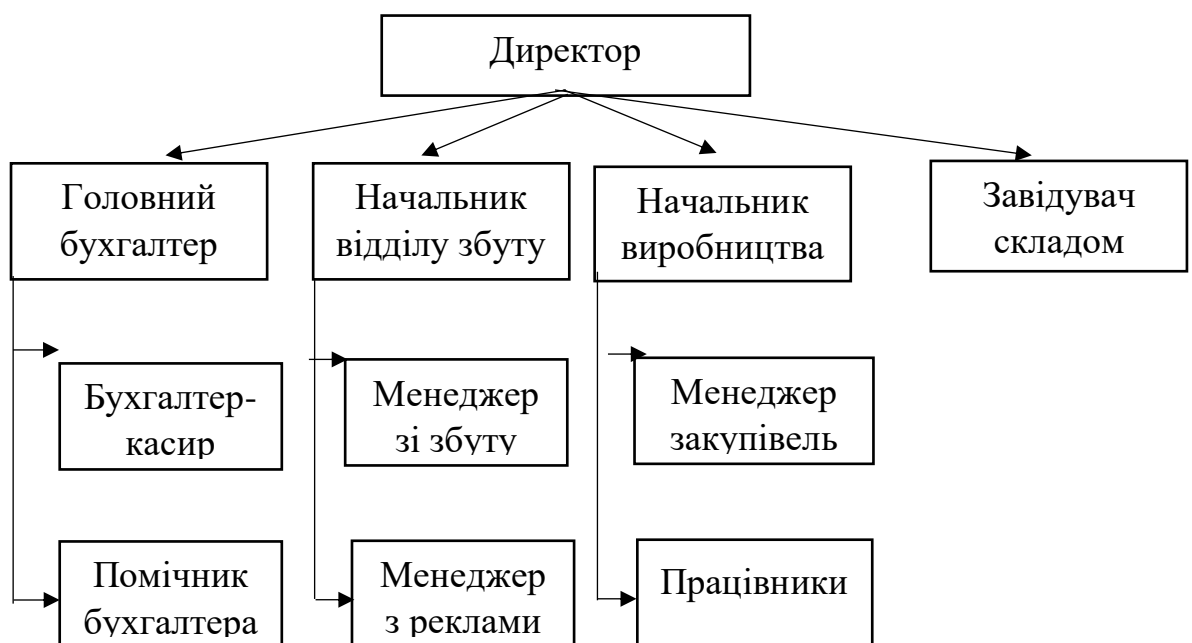 Директор
Головний
бухгалтер
Начальник
відділу збуту
Начальник
виробництва
Завідувач
складом
Бухгалтер-
касир
Менеджер
зі збуту
Менеджер
закупівель
Помічник
бухгалтера
Менеджер
з реклами
Працівники